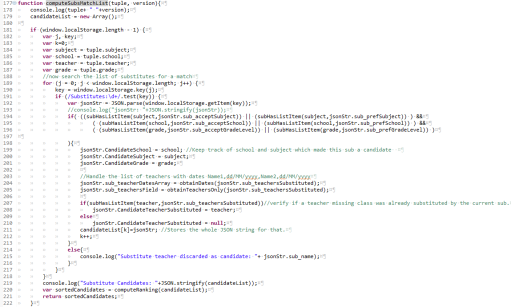 178 function computeSubsMatchList(tuple, version){
179 console.log(tuple+ " "+version);
180 candidateList = new Array();
181
182 if (window.localStorage.length - 1) {
183 var j, key;
184 var k=0;
185 var subject = tuple.subject;
186 var school = tuple.school;
187 var teacher = tuple.teacher;
188 var grade = tuple.grade;
189 //now search the list of substitutes for a match
190 for (j = 0; j < window.localStorage.length; j++) {
191 key = window.localStorage.key(j);
192 if (/Substitutes:\d+/.test(key)) {
193 var jsonStr = JSON.parse(window.localStorage.getItem(key));
194 //console.log("jsonStr: "+JSON.stringify(jsonStr));
195 if( ((subHasListItem(subject,jsonStr.sub_acceptSubject)) || (subHasListItem(subject,jsonStr.sub_prefSubject)) ) &&
196 ( (subHasListItem(school,jsonStr.sub_acceptSchool)) || (subHasListItem(school,jsonStr.sub_prefSchool)) ) &&
197 ( (subHasListItem(grade,jsonStr.sub_acceptGradeLevel)) || (subHasListItem(grade,jsonStr.sub_prefGradeLevel)) )
198
199 ){
200 jsonStr.CandidateSchool = school; //Keep track of school and subject which made this sub a candidate
201 jsonStr.CandidateSubject = subject;
202 jsonStr.CandidateGrade = grade;
203
204 //Handle the list of teachers with dates Name1,dd/MM/yyyy,Name2,dd/MM/yyyy
205 jsonStr.sub_teacherDatesArray = obtainDates(jsonStr.sub_teachersSubstituted);
206 jsonStr.sub_teachersField = obtainTeachersOnly(jsonStr.sub_teachersSubstituted);
207
208 if(subHasListItem(teacher,jsonStr.sub_teachersSubstituted))//verify if a teacher missing class was already substituted by the current sub.
209 jsonStr.CandidateTeacherSubstituted = teacher;
210 else
211 jsonStr.CandidateTeacherSubstituted = null;
212 candidateList[k]=jsonStr; //Stores the whole JSON string for that.
213 k++;
214 }
215 else{
216 console.log("Substitute teacher discarded as candidate: "+ jsonStr.sub_name);
217 }
218 }
219 }
220 console.log("Substitute Candidates: "+JSON.stringify(candidateList));
221 var sortedCandidates = computeRanking(candidateList);
222 return sortedCandidates;
223 }